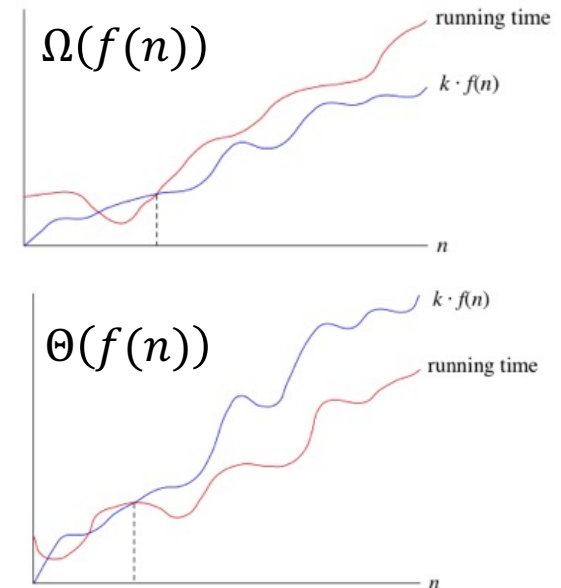 Ω(f(n))
running time
k · f(n)
n
k · f(n)
Θ(f(n))
running time
n